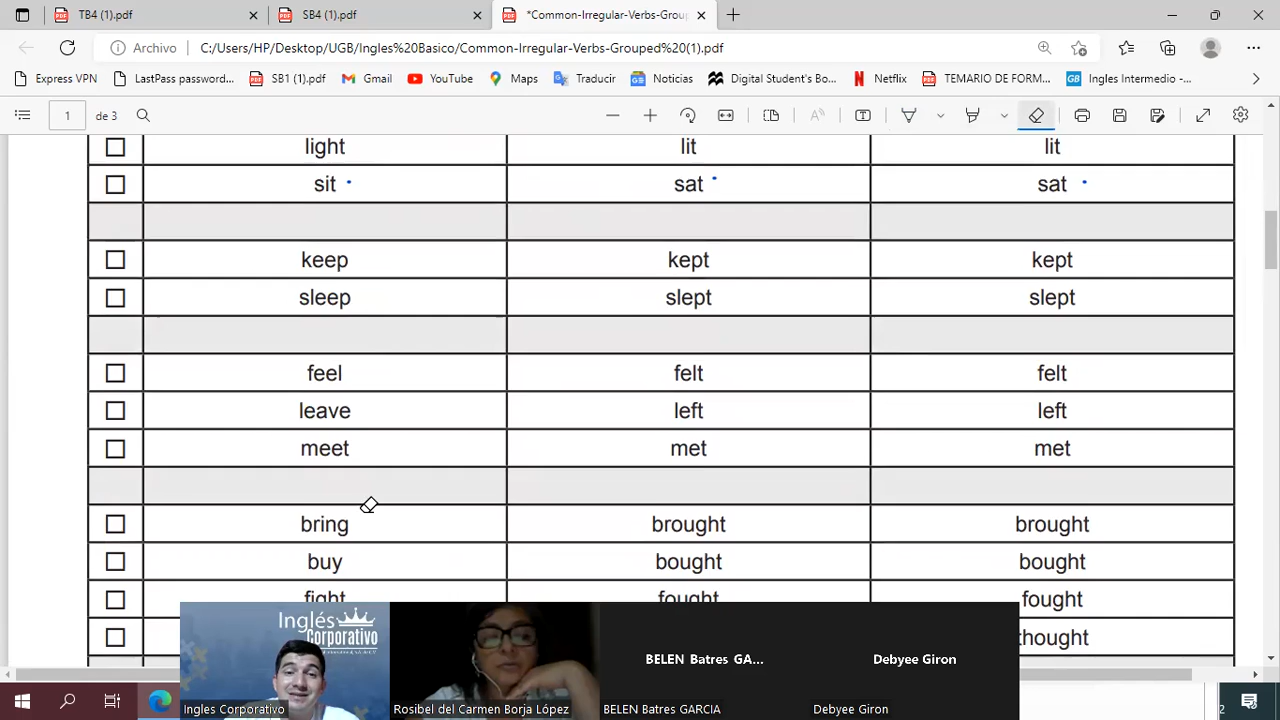 TB4 (1).pdf SB4 (1).pdf *Common-Irregular-Verbs-Grou
Archivo C:/Users/HP/Desktop/UGB/Ingles%20Basico/Common-Irregular-Verbs-Grouped%20(1).pdf
Express VPN LastPass password... SB1 (1).pdf Gmail YouTube Maps Traducir Noticias Digital Student's Bo... Netflix TEMARIO DE FORM... Ingles Intermedio -...
1 de 3
light lit lit
sit sat sat
keep kept kept
sleep slept slept
feel felt felt
leave left left
meet met met
bring brought brought
buy bought bought
fight fought fought
thought
Inglés
Corporativo
BELEN Batres GA... Debyee Giron
Ingles Corporativo Rosibel del Carmen Borja López BELEN Batres GARCIA Debyee Giron